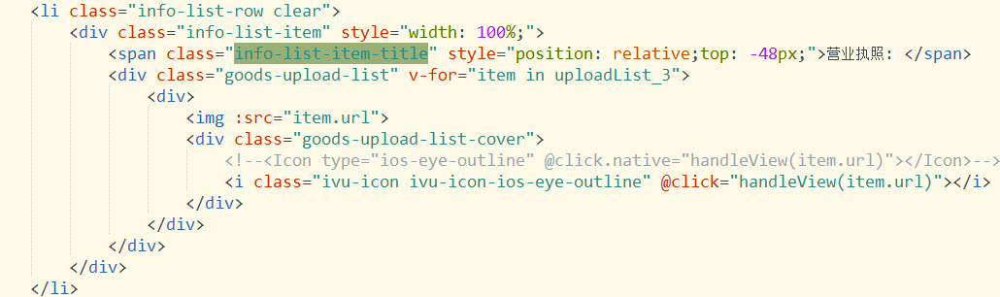 <li class="info-list-row clear">
<div class="info-list-item" style="width: 100%;">
<span class="info-list-item-title" style="position: relative;top: -48px;">营业执照: </span>
<div class="goods-upload-list" v-for="item in uploadList_3">
<div>
<img :src="item.url">
<div class="goods-upload-list-cover">
<!--<Icon type="ios-eye-outline" @click.native="handleView(item.url)"></Icon>-->
<i class="ivu-icon ivu-icon-ios-eye-outline" @click="handleView(item.url)"></i>
</div>
</div>
</div>
</div>
</li>